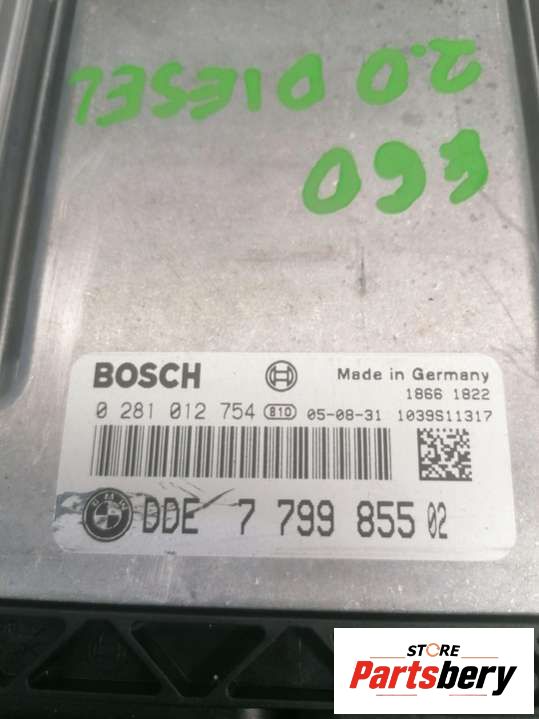 2.0 DIESEL
E60
BOSCH Made in Germany
1866 1822
0 281 012 754 810 05-08-31 1039S11317
BMW DDE 7 799 855 02
STORE
Partsbery